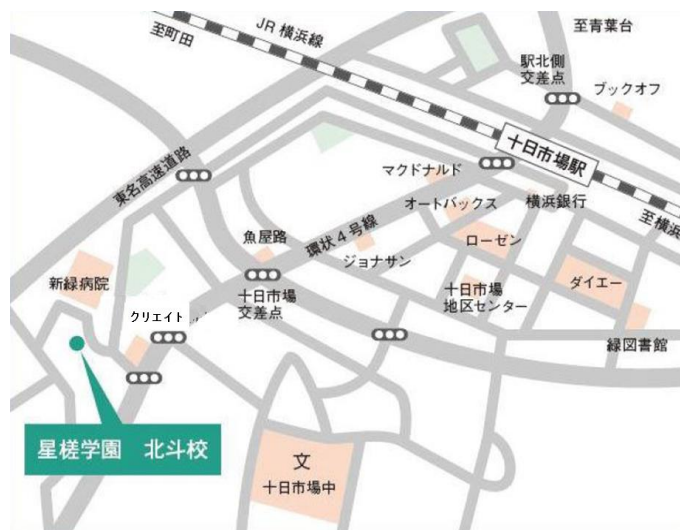 至青葉台
JR 横浜線
至町田
駅北側
交差点
ブックオフ
十日市場駅
東名高速道路
マクドナルド
オートバックス
横浜銀行
至横浜
環状4号線
魚屋路
ローゼン
ジョナサン
新緑病院
十日市場
交差点
十日市場
地区センター
ダイエー
クリエイト
緑図書館
星槎学園 北斗校
文
十日市場中